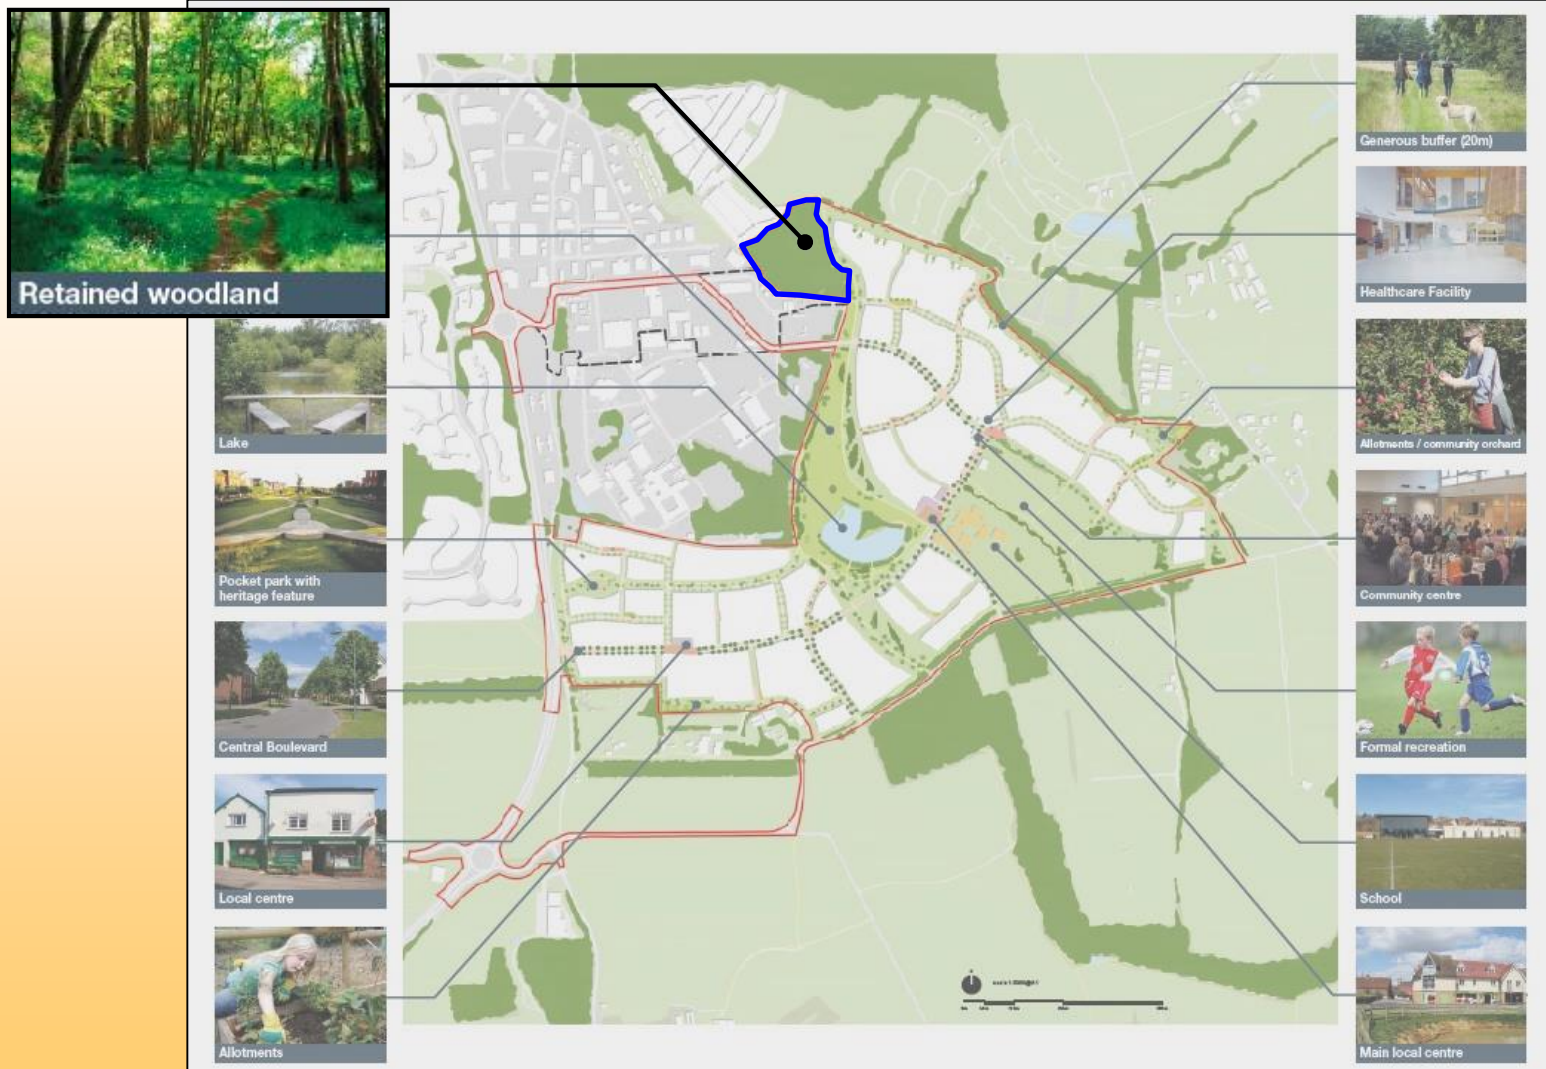 Retained woodland
Lake
Pocket park with
heritage feature
Central Boulevard
Local centre
Allotments
Generous buffer (20m)
Healthcare Facility
Allotments / community orchard
Community centre
Formal recreation
School
Main local centre